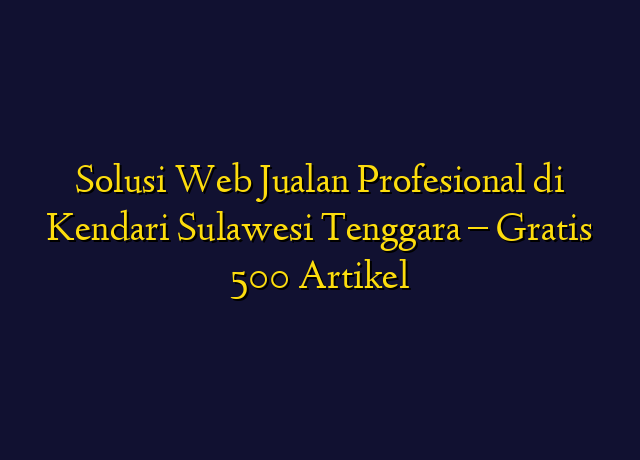 Solusi Web Jualan Profesional di
Kendari Sulawesi Tenggara – Gratis
500 Artikel